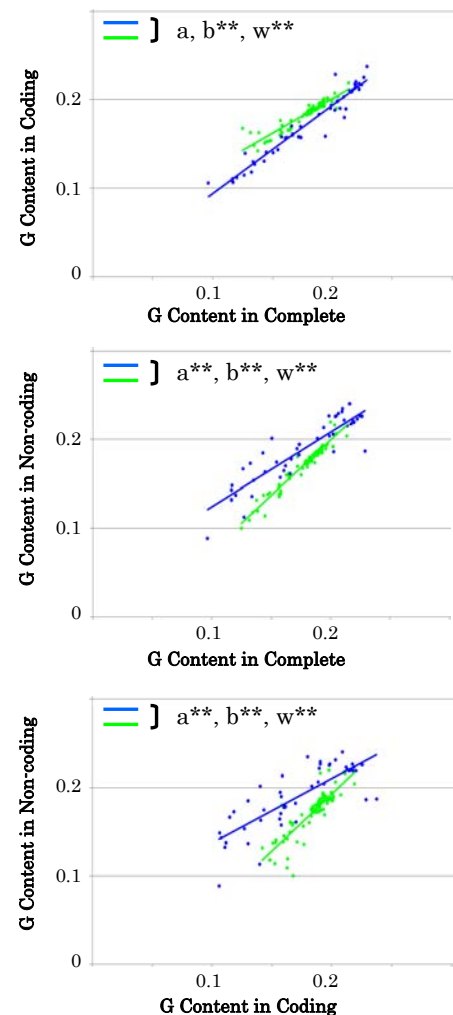 a, b**, w**
G Content in Coding
0.2
0.1
0
0.1 0.2
G Content in Complete
a**, b**, w**
G Content in Non-coding
0.2
0.1
0
0.1 0.2
G Content in Complete
a**, b**, w**
G Content in Non-coding
0.2
0.1
0
0.1 0.2
G Content in Coding